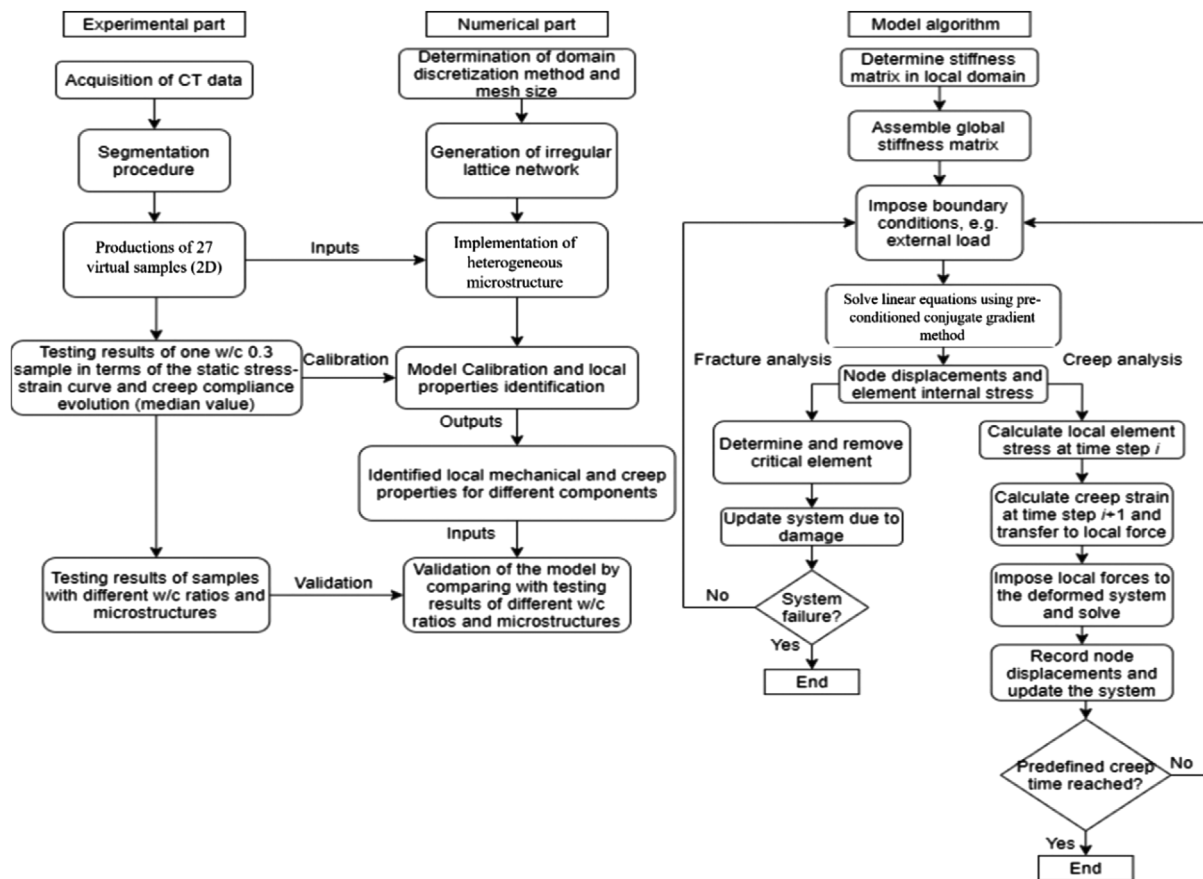 Experimental part
Acquisition of CT data
Segmentation
procedure
Productions of 27
virtual samples (2D)
Inputs
Testing results of one w/c 0.3
sample in terms of the static stress-
strain curve and creep compliance
evolution (median value)
Calibration
Testing results of samples
with different w/c ratios and
microstructures
Validation
Numerical part
Determination of domain
discretization method and
mesh size
Generation of irregular
lattice network
Implementation of
heterogeneous
microstructure
Model Calibration and local
properties identification
Outputs
Identified local mechanical and creep
properties for different components
Inputs
Validation of the model by
comparing with testing
results of different w/c
ratios and microstructures
Model algorithm
Determine stiffness
matrix in local domain
Assemble global
stiffness matrix
Impose boundary
conditions, e.g.
external load
Solve linear equations using pre-
conditioned conjugate gradient
method
Fracture analysis
Creep analysis
Node displacements and
element internal stress
Determine and remove
critical element
Update system due to
damage
System
failure?
No
Yes
End
Calculate local element
stress at time step i
Calculate creep strain
at time step i+1 and
transfer to local force
Impose local forces to
the deformed system
and solve
Record node
displacements and
update the system
Predefined creep
time reached?
No
Yes
End